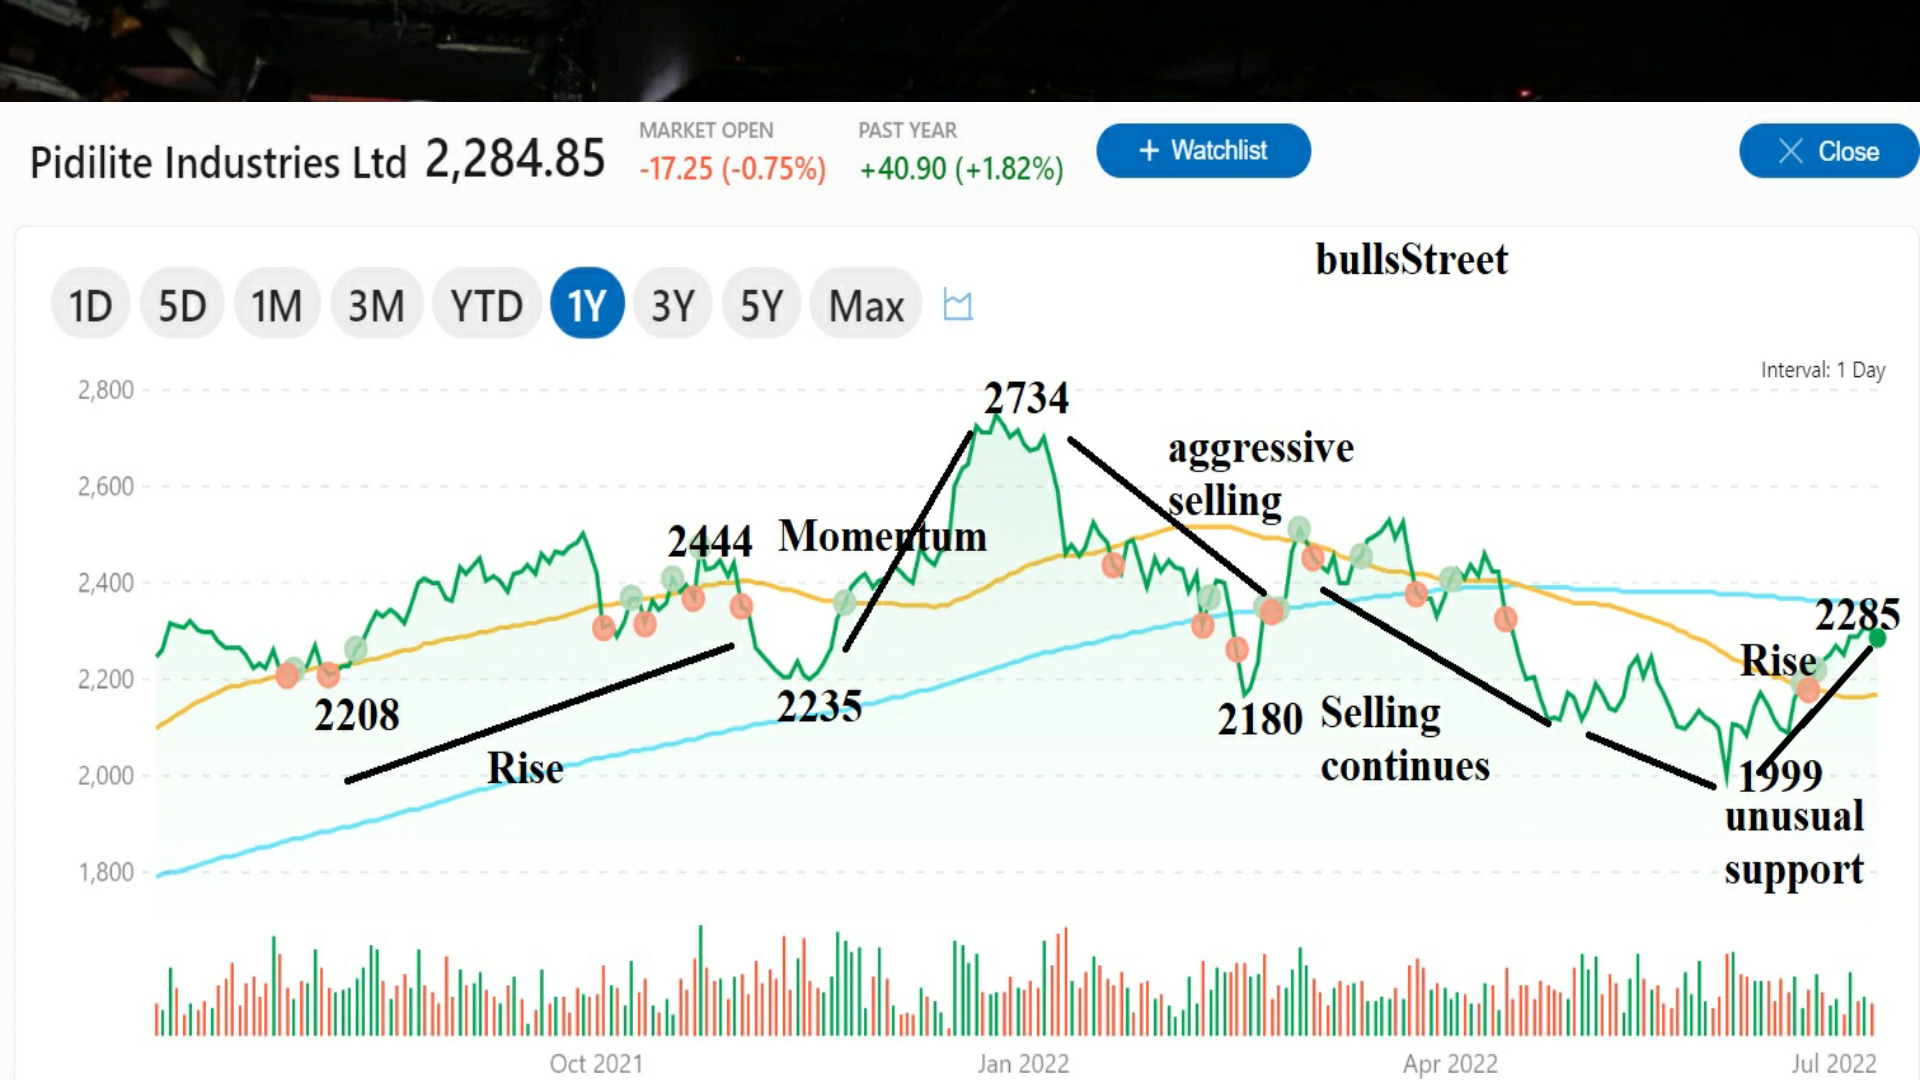 Pidilite Industries Ltd 2,284.85
MARKET OPEN
-17.25 (-0.75%)
PAST YEAR
+40.90 (+1.82%)
+ Watchlist
Close
bullsStreet
1D 5D 1M 3M YTD 1Y 3Y 5Y Max
Interval: 1 Day
2,800
2,600
2,400
2,200
2,000
1,800
2734
aggressive
selling
2444
Momentum
2285
Rise
2208
2235
2180
Selling
continues
Rise
1999
unusual
support
Oct 2021
Jan 2022
Apr 2022
Jul 2022